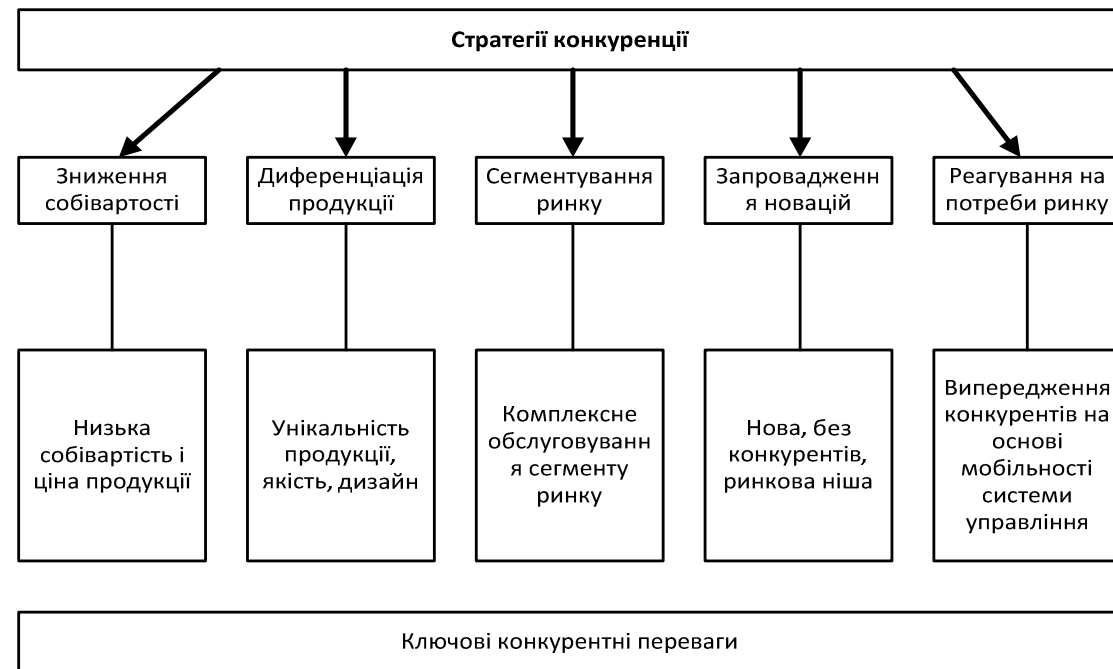 Стратегії конкуренції
Зниження
собівартості
Диференціація
продукції
Сегментування
ринку
Запровадженн
я новацій
Реагування на
потреби ринку
Низька
собівартість і
ціна продукції
Унікальність
продукції,
якість, дизайн
Комплексне
обслуговуванн
я сегменту
ринку
Нова, без
конкурентів,
ринкова ніша
Випередження
конкурентів на
основі
мобільності
системи
управління
Ключові конкурентні переваги